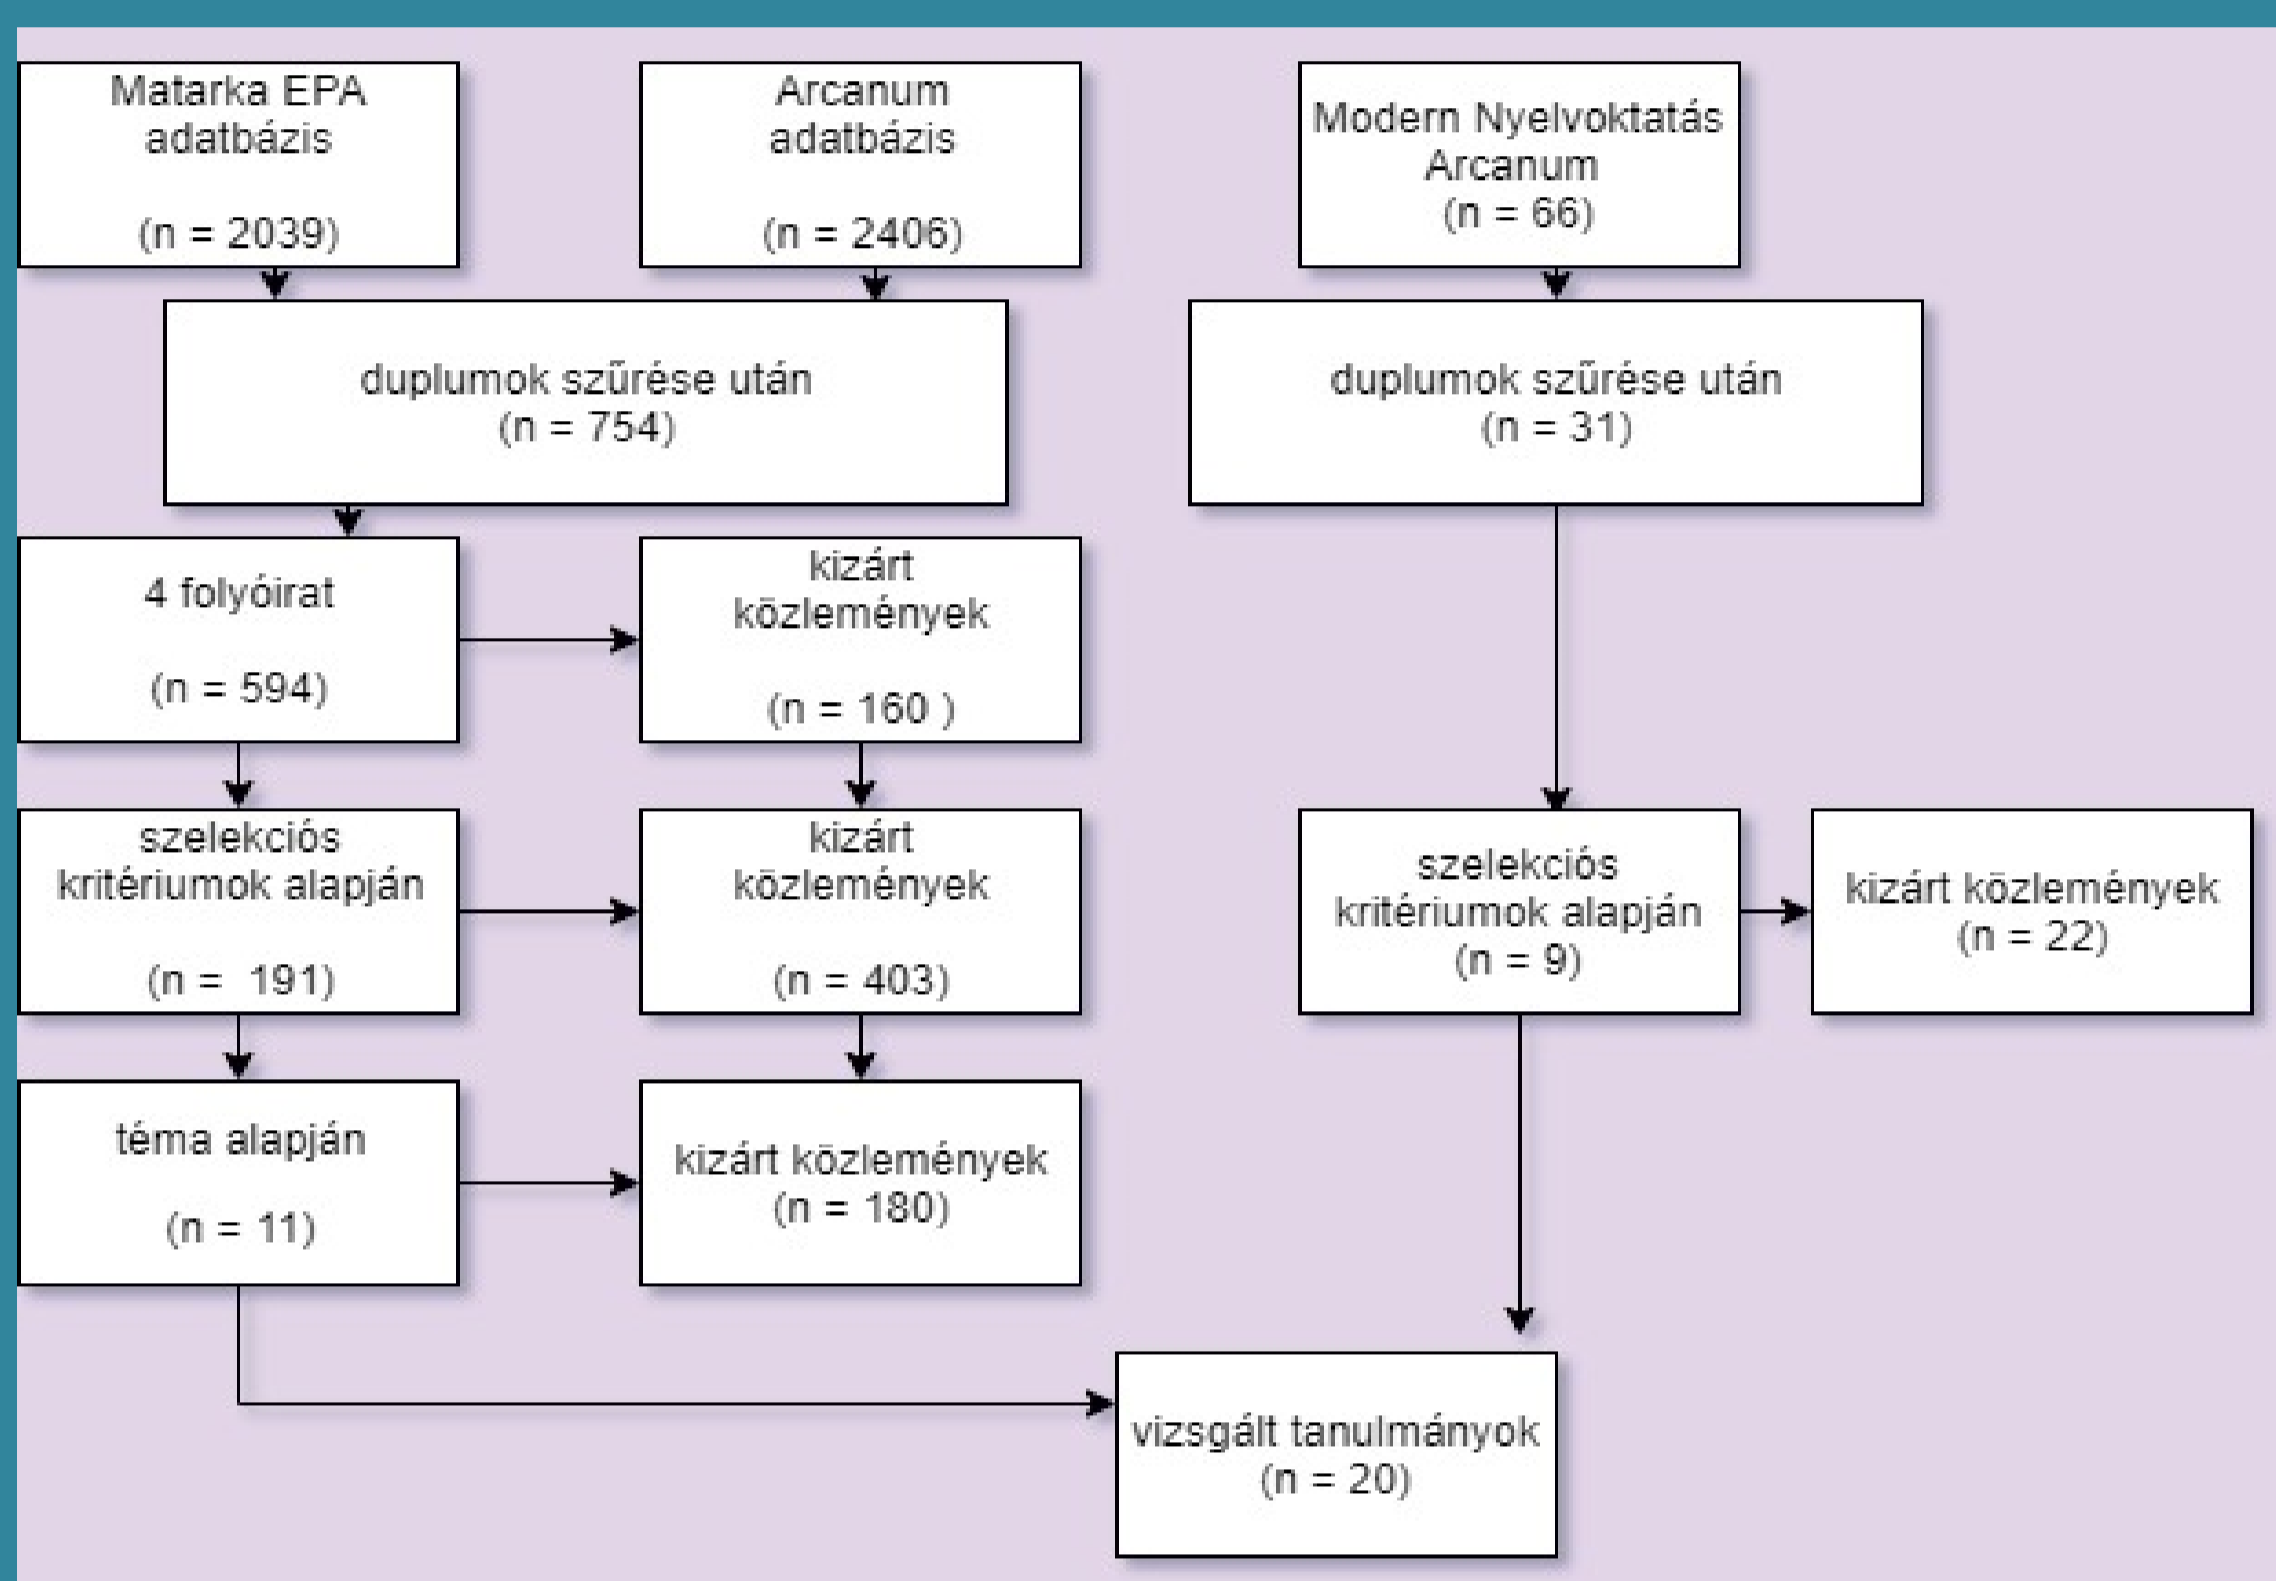 Matarka EPA
adatbázis
(n = 2039)
Arcanum
adatbázis
(n = 2406)
Modern Nyelvoktatás
Arcanum
(n = 66)
duplumok szűrése után
(n = 754)
duplumok szűrése után
(n = 31)
4 folyóirat
(n = 594)
kizárt
közlemények
(n = 160 )
szelekciós
kritériumok alapján
(n =  191)
kizárt
közlemények
(n = 403)
szelekciós
kritériumok alapján
(n = 9)
kizárt közlemények
(n = 22)
téma alapján
(n = 11)
kizárt közlemények
(n = 180)
vizsgált tanulmányok
(n = 20)